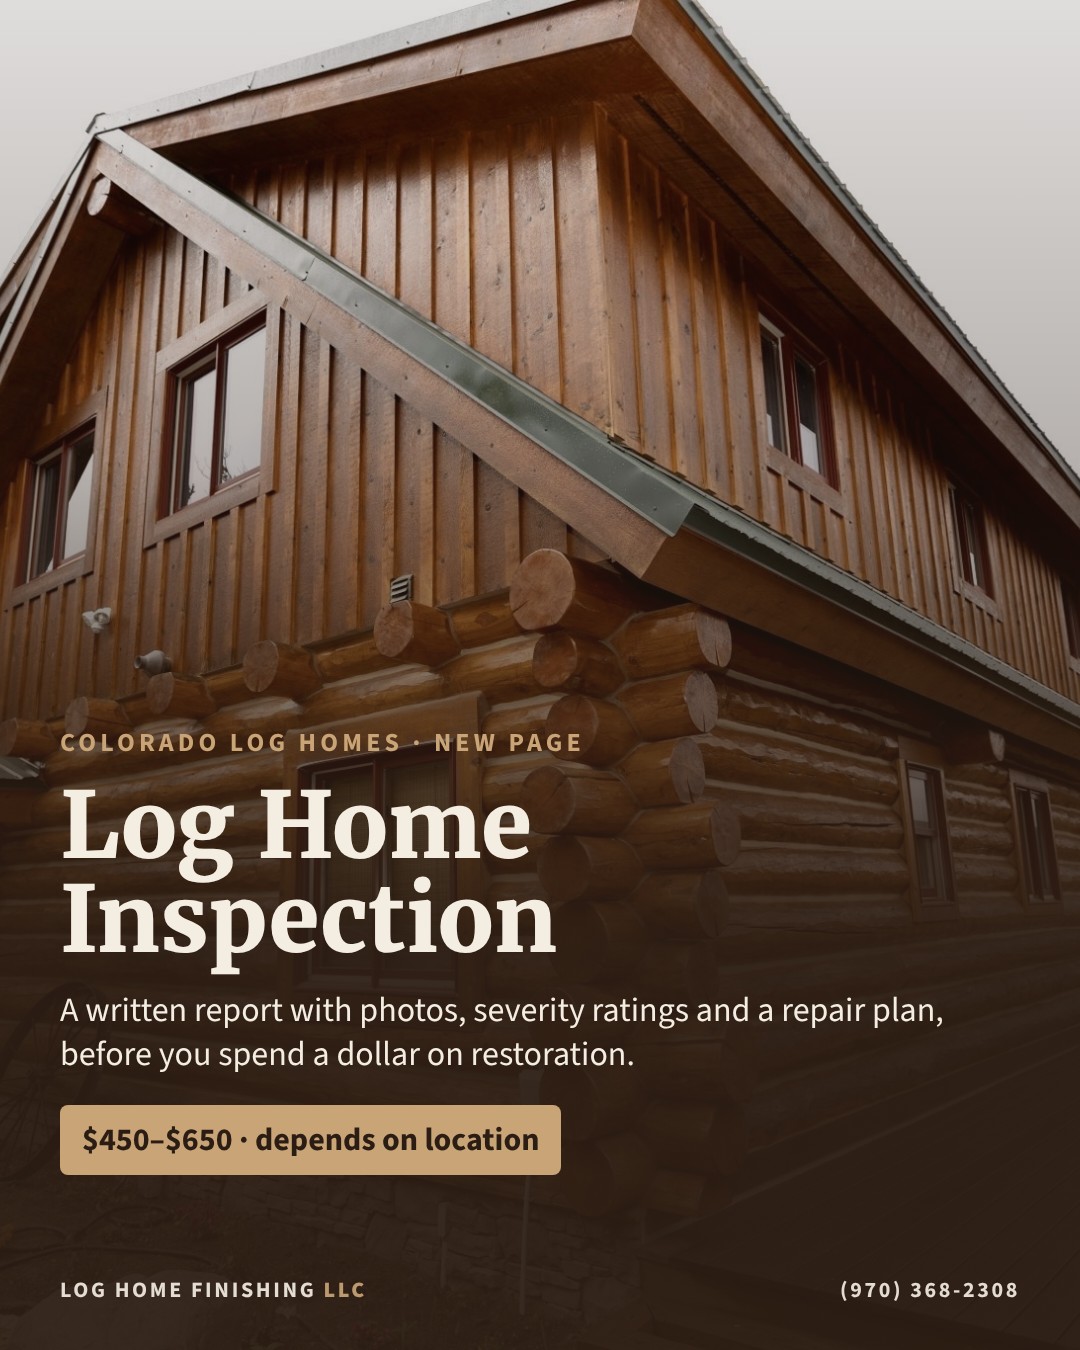 COLORADO LOG HOMES · NEW PAGE
Log Home
Inspection
A written report with photos, severity ratings and a repair plan,
before you spend a dollar on restoration.
$450–$650 · depends on location
LOG HOME FINISHING LLC
(970) 368-2308